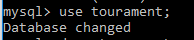 mysql> use tourament;
Database changed